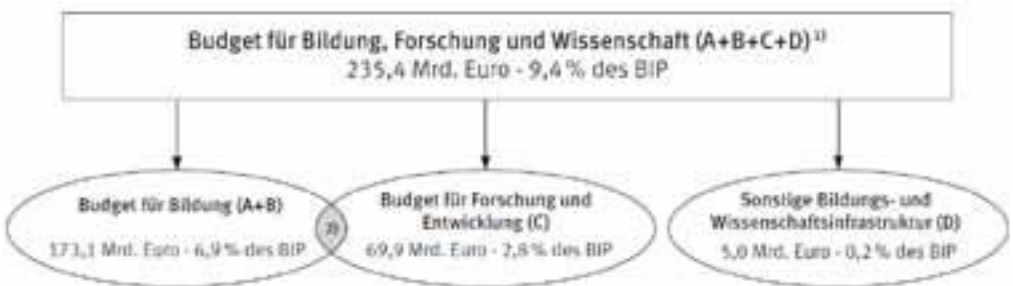 Budget für Bildung, Forschung und Wissenschaft (A+B+C+D) 1)
235,4 Mrd. Euro - 9,4 % des BIP
Budget für Bildung (A+B)
173,1 Mrd. Euro - 6,9 % des BIP
2)
Budget für Forschung und
Entwicklung (C)
69,9 Mrd. Euro - 2,8 % des BIP
Sonstige Bildungs- und
Wissenschaftsinfrastruktur (D)
5,0 Mrd. Euro - 0,2 % des BIP